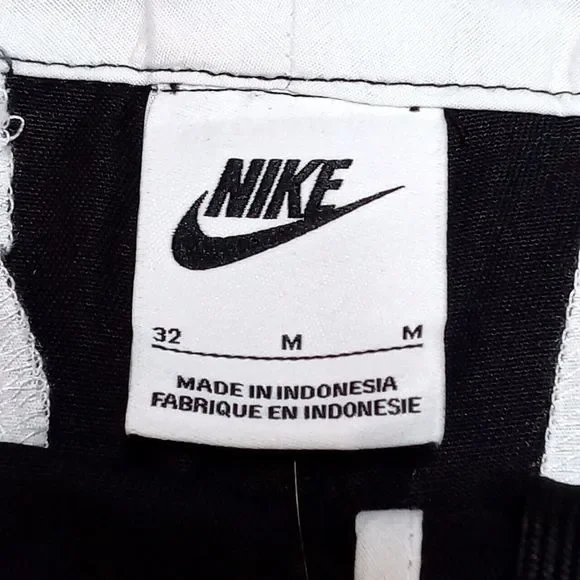 NIKE
32 M M
MADE IN INDONESIA
FABRIQUE EN INDONESIE